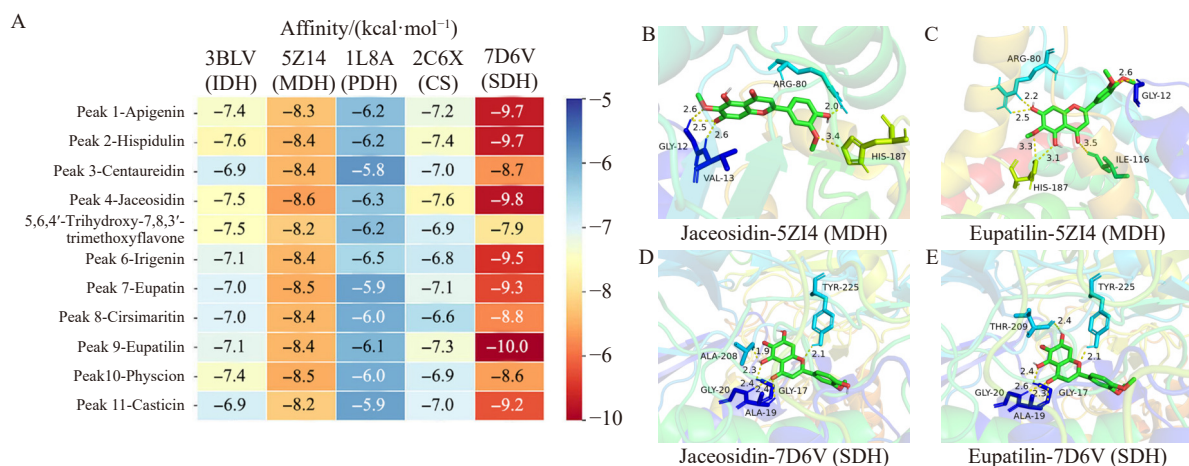 A
Affinity/(kcal·mol⁻¹)
3BLV 5Z14 1L8A 2C6X 7D6V
(IDH) (MDH) (PDH) (CS) (SDH)
Peak 1-Apigenin −7.4 −8.3 −6.2 −7.2 −9.7
Peak 2-Hispidulin −7.6 −8.4 −6.2 −7.4 −9.7
Peak 3-Centaureidin −6.9 −8.4 −5.8 −7.0 −8.7
Peak 4-Jaceosidin −7.5 −8.6 −6.3 −7.6 −9.8
5,6,4′-Trihydroxy-7,8,3′-
trimethoxyflavone −7.5 −8.2 −6.2 −6.9 −7.9
Peak 6-Irigenin −7.1 −8.4 −6.5 −6.8 −9.5
Peak 7-Eupatin −7.0 −8.5 −5.9 −7.1 −9.3
Peak 8-Cirsimaritin −7.0 −8.4 −6.0 −6.6 −8.8
Peak 9-Eupatilin −7.1 −8.4 −6.1 −7.3 −10.0
Peak10-Physcion −7.4 −8.5 −6.0 −6.9 −8.6
Peak 11-Casticin −6.9 −8.2 −5.9 −7.0 −9.2
−5
−6
−7
−8
−6
−10
B
ARG-80
2.0
2.6
2.5
2.6
3.4
GLY-12
VAL-13
HIS-187
Jaceosidin-5ZI4 (MDH)
C
ARG-80
2.6
GLY-12
2.2
2.5
3.3
3.1
3.5
ILE-116
HIS-187
Eupatilin-5ZI4 (MDH)
D
TYR-225
ALA-208
1.9
2.1
2.3
2.4
2.4
GLY-20
GLY-17
ALA-19
Jaceosidin-7D6V (SDH)
E
TYR-225
THR-209
2.4
2.1
2.4
2.6
2.3
GLY-20
GLY-17
ALA-19
Eupatilin-7D6V (SDH)